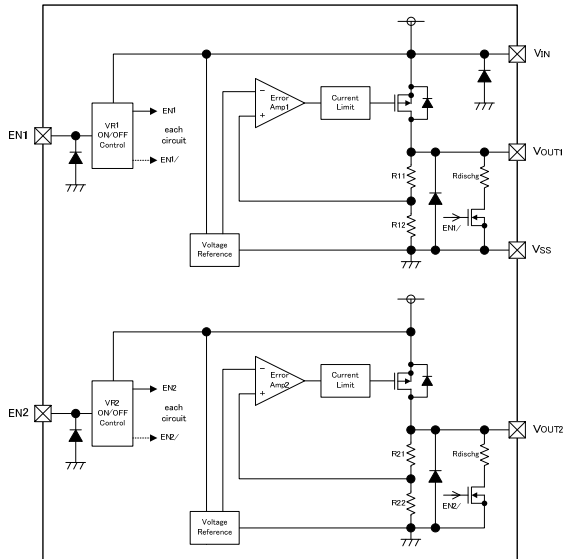 VIN
EN1
VR1
ON/OFF
Control
EN1
each
circuit
EN1/
−
+
Error
Amp1
Current
Limit
VOUT1
R11
R12
Rdischg
EN1/
Voltage
Reference
VSS
EN2
VR2
ON/OFF
Control
EN2
each
circuit
EN2/
−
+
Error
Amp2
Current
Limit
VOUT2
R21
R22
Rdischg
EN2/
Voltage
Reference